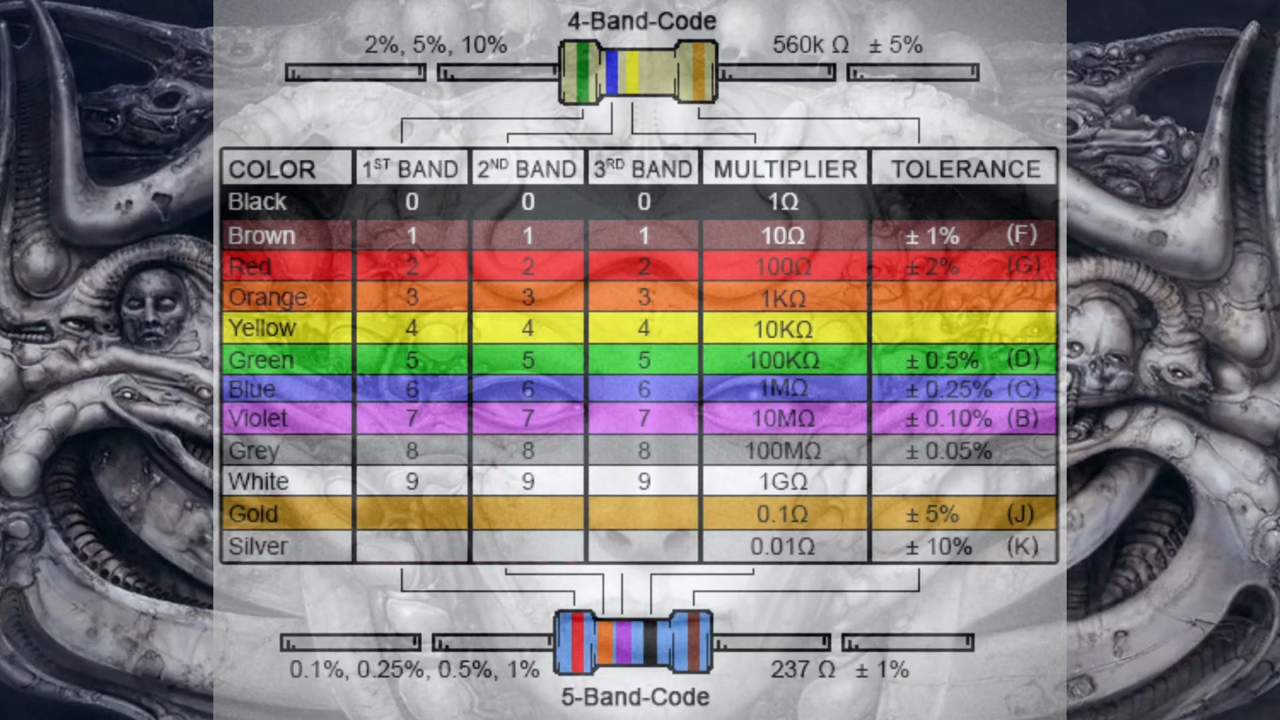 4-Band-Code
2%, 5%, 10%
560k Ω ± 5%
COLOR 1ST BAND 2ND BAND 3RD BAND MULTIPLIER TOLERANCE
Black 0 0 0 1Ω
Brown 1 1 1 10Ω ± 1% (F)
Red 2 2 2 100Ω ± 2% (G)
Orange 3 3 3 1KΩ
Yellow 4 4 4 10KΩ
Green 5 5 5 100KΩ ± 0.5% (D)
Blue 6 6 6 1MΩ ± 0.25% (C)
Violet 7 7 7 10MΩ ± 0.10% (B)
Grey 8 8 8 100MΩ ± 0.05%
White 9 9 9 1GΩ
Gold 0.1Ω ± 5% (J)
Silver 0.01Ω ± 10% (K)
0.1%, 0.25%, 0.5%, 1%
237 Ω ± 1%
5-Band-Code